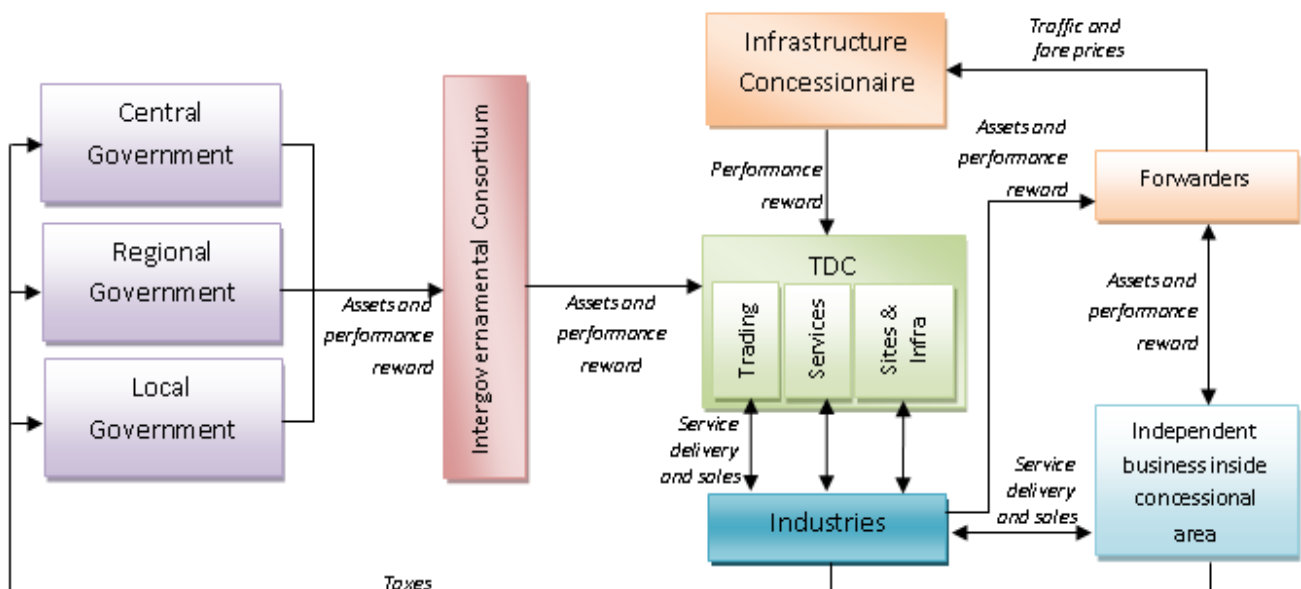 Central
Government
Regional
Government
Local
Government
Assets and
performance
reward
Intergovernamental Consortium
Assets and
performance
reward
Infrastructure
Concessionaire
Performance
reward
TDC
Trading
Services
Sites &
Infra
Service
delivery
and sales
Industries
Traffic and
fare prices
Assets and
performance
reward
Forwarders
Assets and
performance
reward
Service
delivery
and sales
Independent
business inside
concessional
area
Taxes